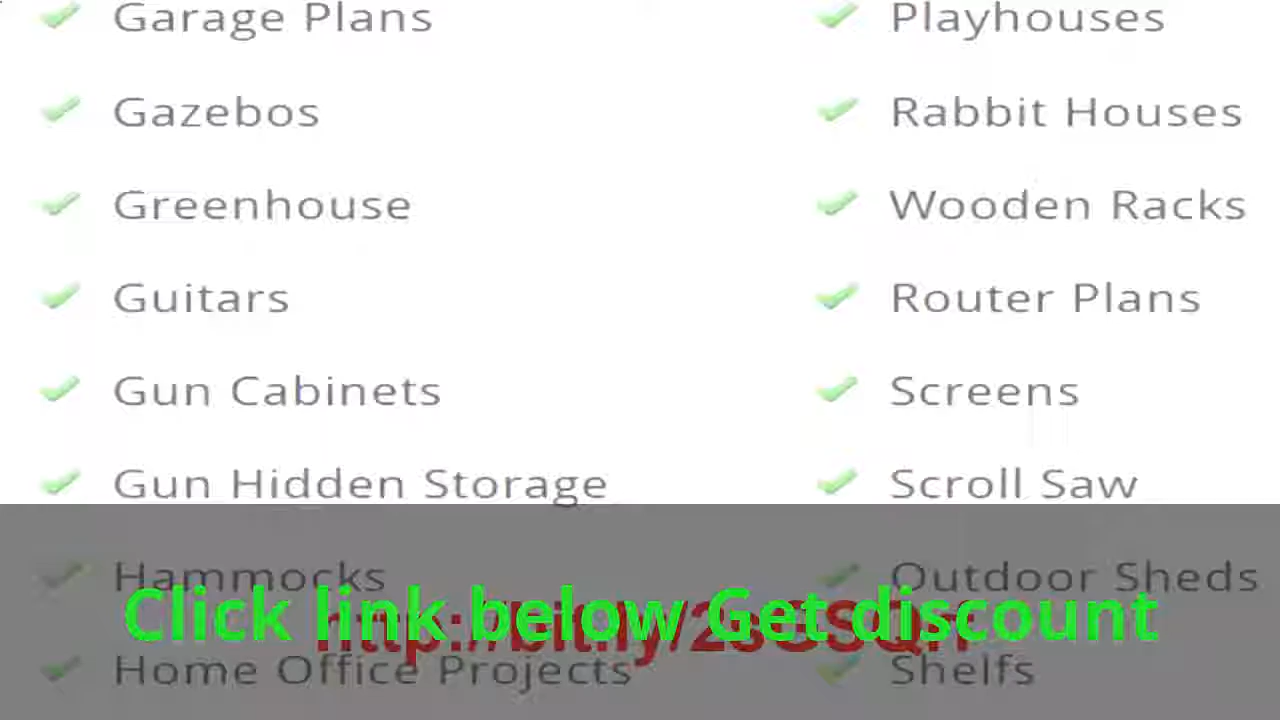 Garage Plans
Gazebos
Greenhouse
Guitars
Gun Cabinets
Gun Hidden Storage
Hammocks
Home Office Projects
Playhouses
Rabbit Houses
Wooden Racks
Router Plans
Screens
Scroll Saw
Outdoor Sheds
Shelfs
Click link below Get discount